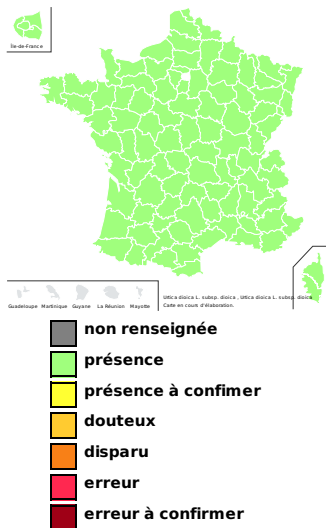 Île-de-France
Guadeloupe Martinique Guyane La Réunion Mayotte
Urtica dioica L. subsp. dioica , Urtica dioica L. subsp. dioica
Carte en cours d'élaboration.
non renseignée
présence
présence à confimer
douteux
disparu
erreur
erreur à confirmer